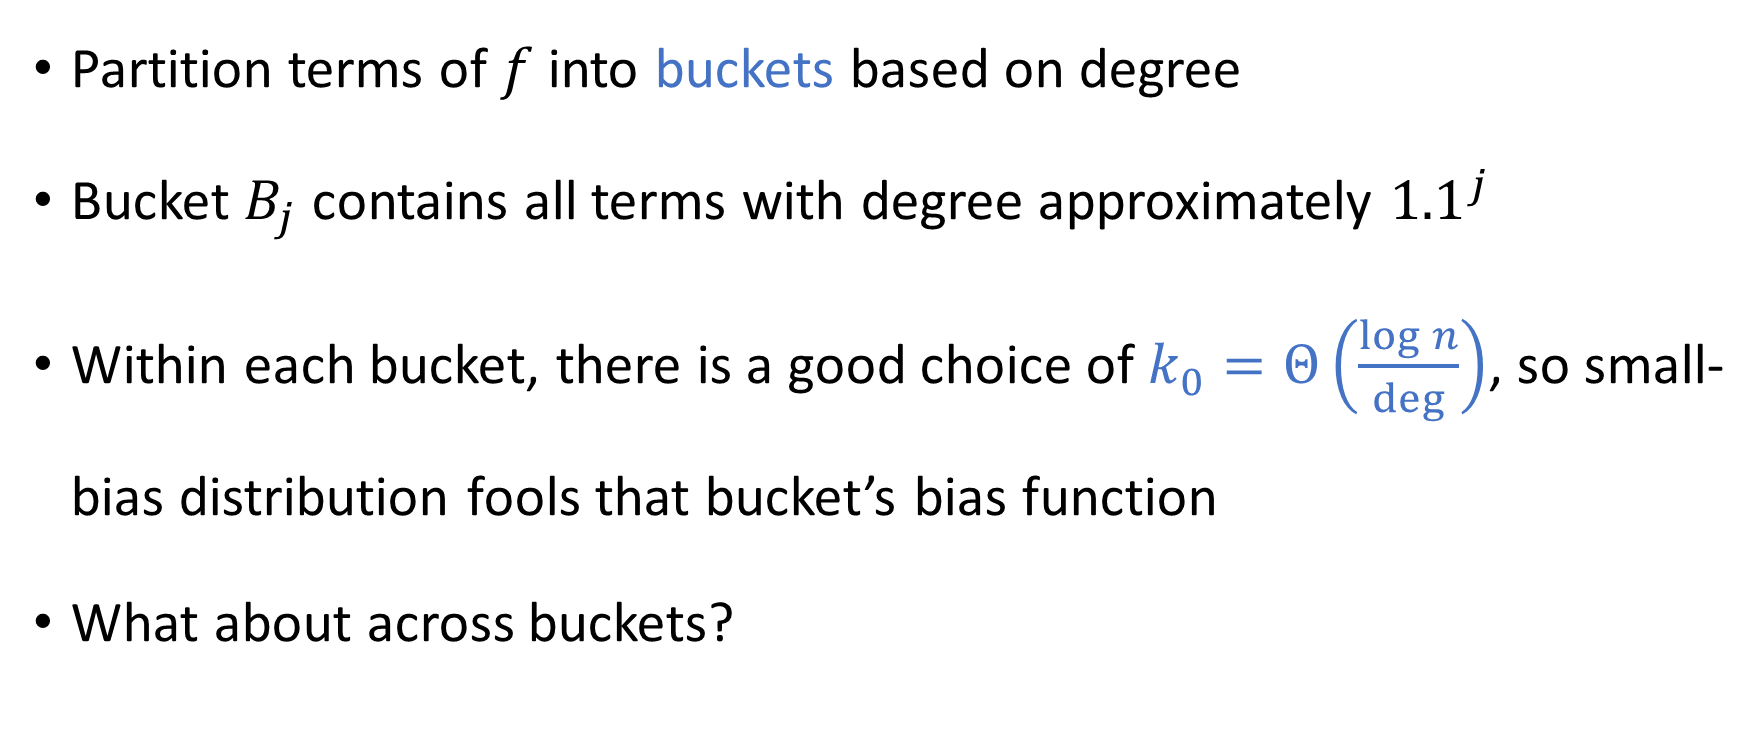 • Partition terms of f into buckets based on degree
• Bucket B_j contains all terms with degree approximately 1.1^j
• Within each bucket, there is a good choice of k_0 = Θ(log n / deg), so small-
bias distribution fools that bucket’s bias function
• What about across buckets?